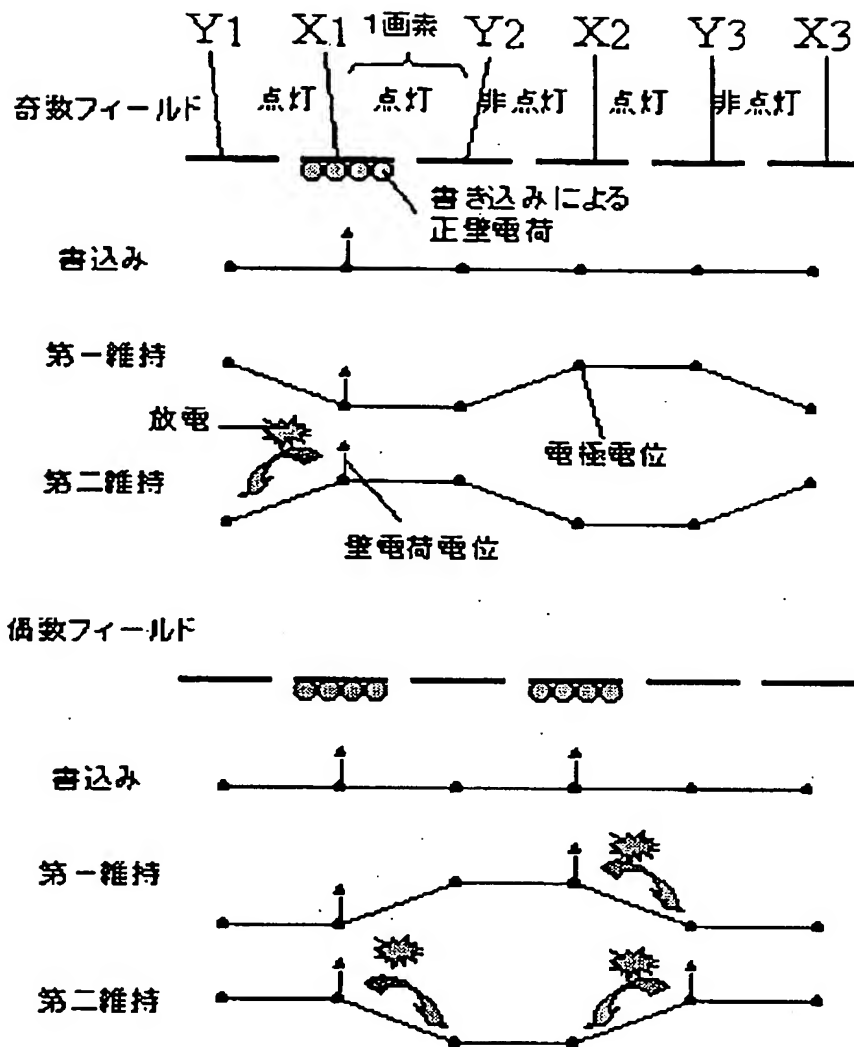 Y1 X1 1画素 Y2 X2 Y3 X3
奇数フィールド 点灯 点灯 非点灯 点灯 非点灯
書き込みによる
正壁電荷
書込み
第一維持
放電
電極電位
第二維持
壁電荷電位
偶数フィールド
書込み
第一維持
第二維持